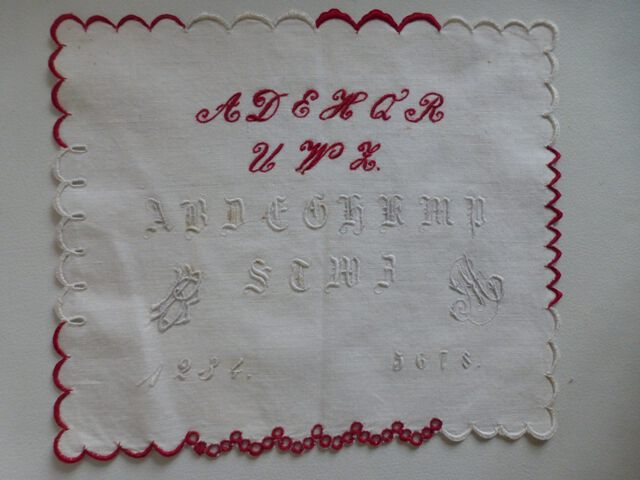 A D E H Q R
U W Z.
A B D E G H K M P
S T W Z
1 2 3 4. 5 6 7 8.